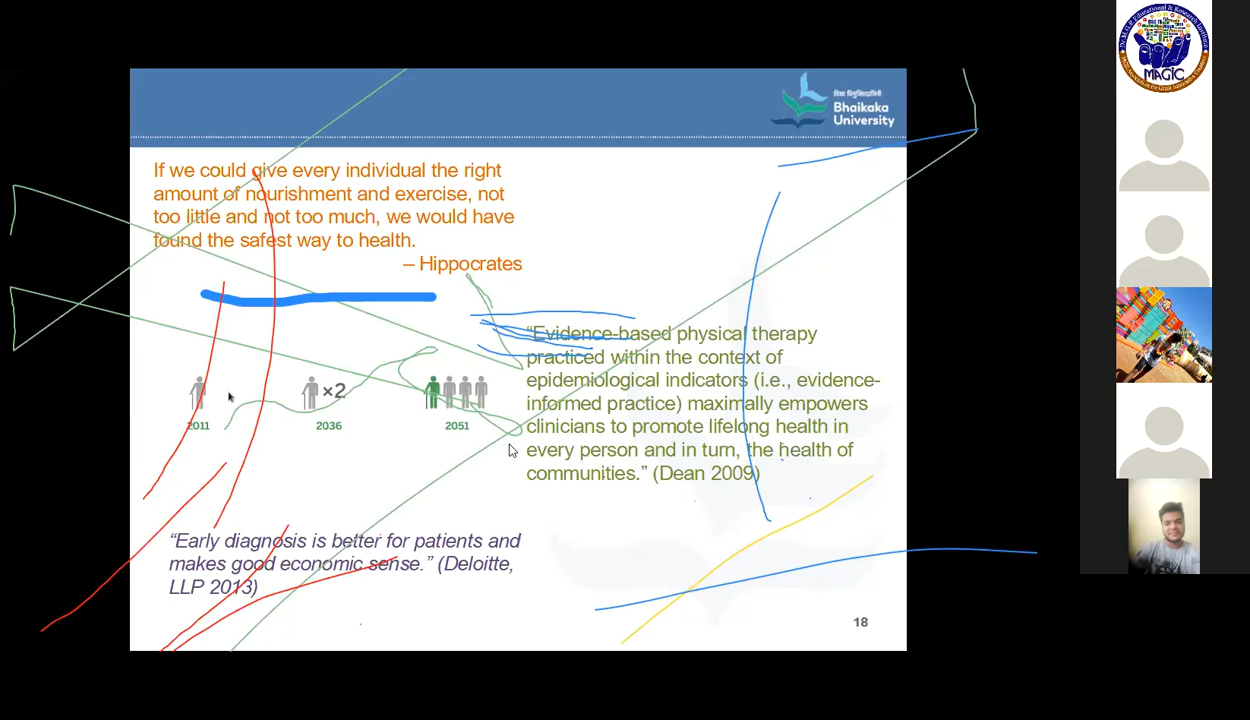 विद्या विमुक्तिदायिनी
Bhaikaka
University
If we could give every individual the right
amount of nourishment and exercise, not
too little and not too much, we would have
found the safest way to health.
– Hippocrates
“Evidence-based physical therapy
practiced within the context of
epidemiological indicators (i.e., evidence-
informed practice) maximally empowers
clinicians to promote lifelong health in
every person and in turn, the health of
communities.” (Dean 2009)
×2
2011
2036
2051
“Early diagnosis is better for patients and
makes good economic sense.” (Deloitte,
LLP 2013)
18
MAGIC